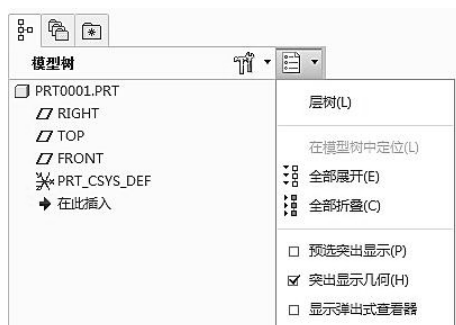 模型树
PRT0001.PRT
RIGHT
TOP
FRONT
PRT_CSYS_DEF
在此插入
层树(L)
在模型树中定位(L)
全部展开(E)
全部折叠(C)
预选突出显示(P)
突出显示几何(H)
显示弹出式查看器